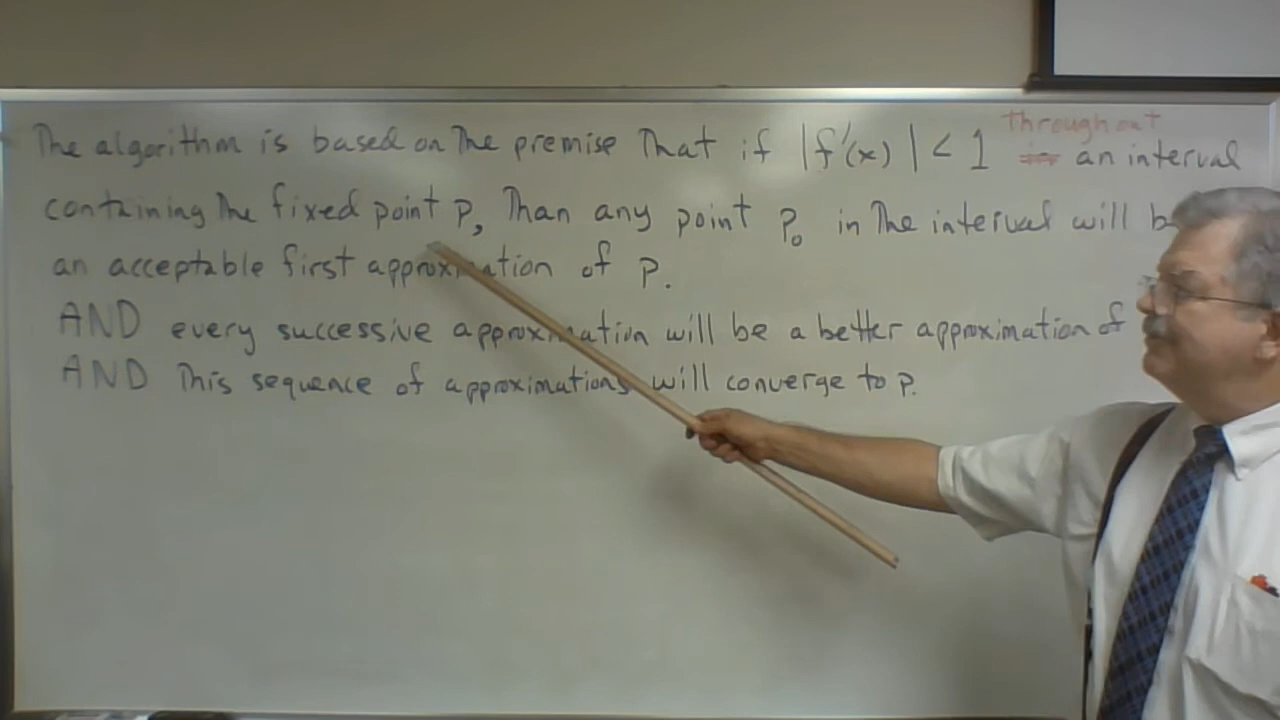 The algorithm is based on The premise That if |f'(x)| < 1 throughout an interval
containing The fixed point p, Than any point p₀ in The interval will
an acceptable first approximation of p.
AND every successive approximation will be a better approximation of
AND This sequence of approximations will converge to p.